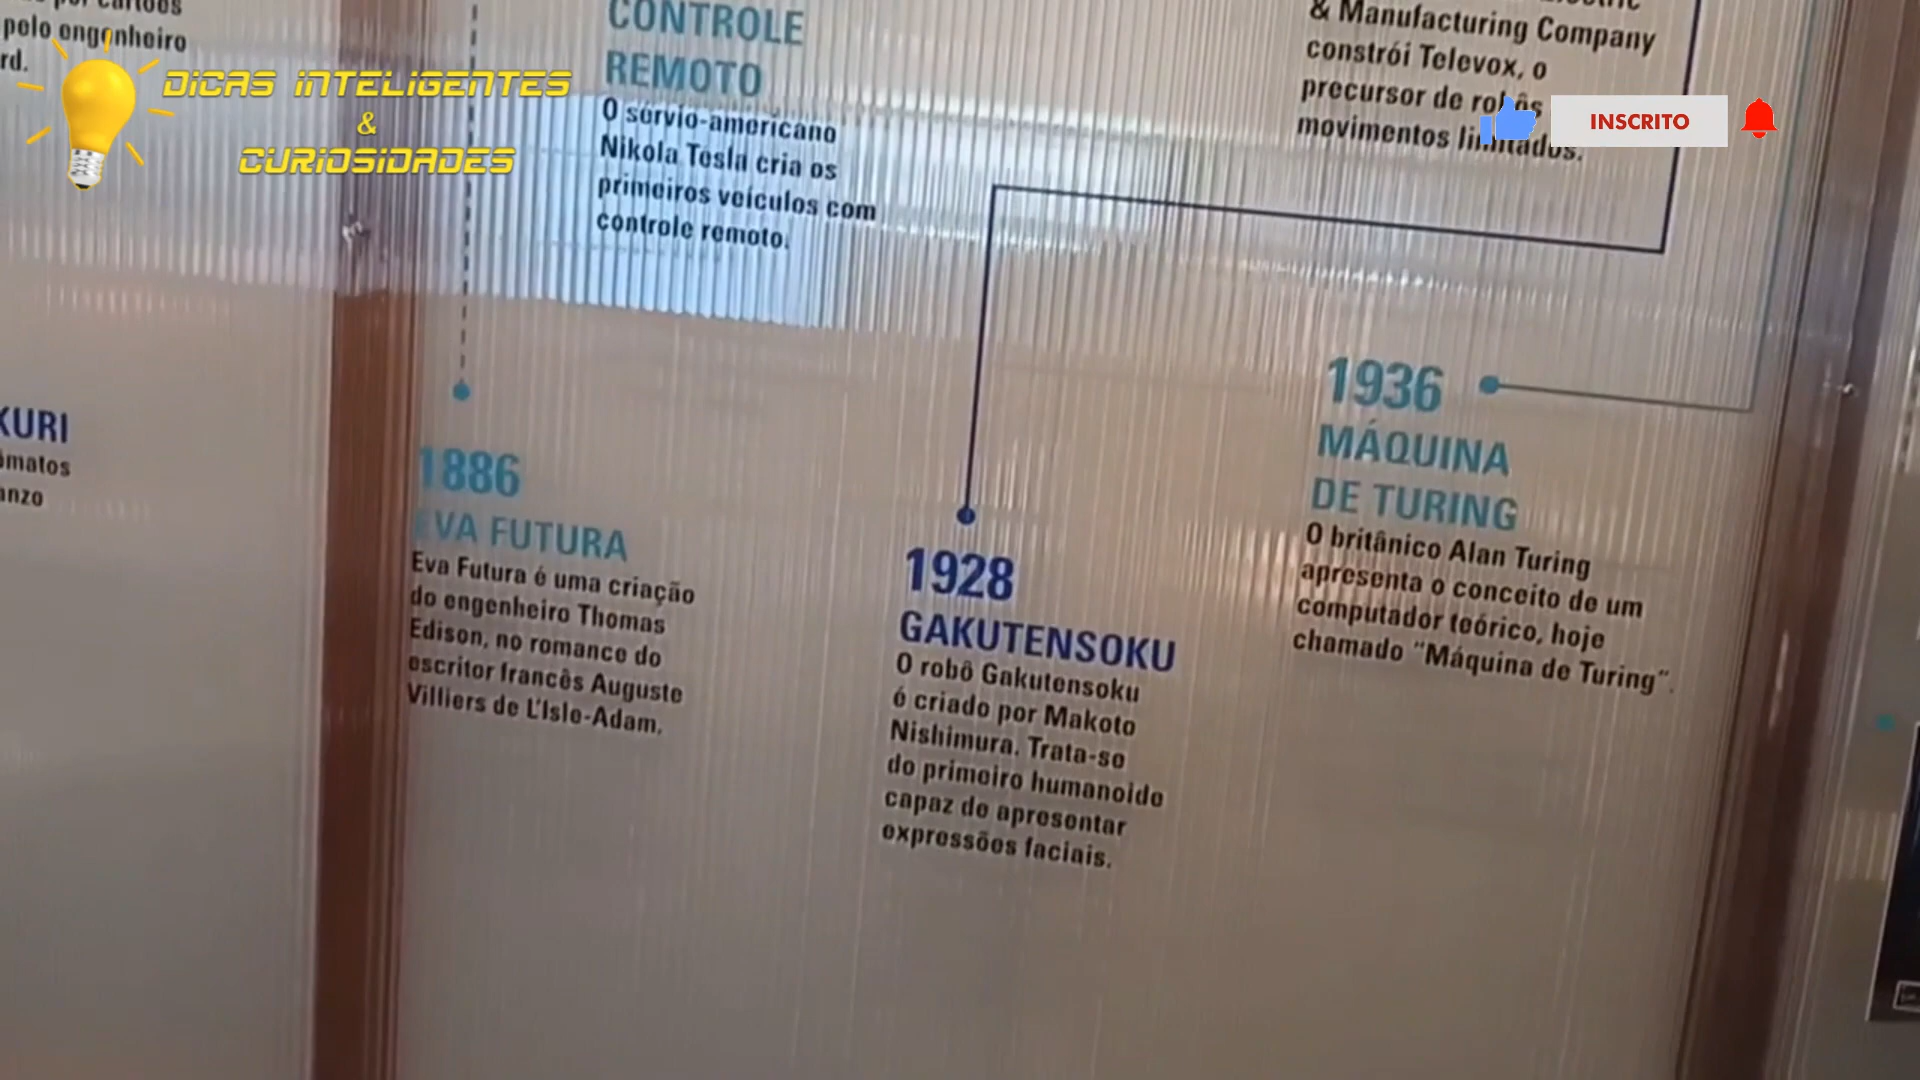 pelo engenheiro
rd.
DICAS INTELIGENTES
&
CURIOSIDADES
CONTROLE
REMOTO
O sérvio-americano
Nikola Tesla cria os
primeiros veículos com
controle remoto.
& Manufacturing Company
constrói Televox, o
precursor de robôs
movimentos limitados.
INSCRITO
KURI
ômatos
anzo
1886
EVA FUTURA
Eva Futura é uma criação
do engenheiro Thomas
Edison, no romance do
escritor francês Auguste
Villiers de L'Isle-Adam.
1928
GAKUTENSOKU
O robô Gakutensoku
é criado por Makoto
Nishimura. Trata-se
do primeiro humanoide
capaz de apresentar
expressões faciais.
1936
MÁQUINA
DE TURING
O britânico Alan Turing
apresenta o conceito de um
computador teórico, hoje
chamado "Máquina de Turing".